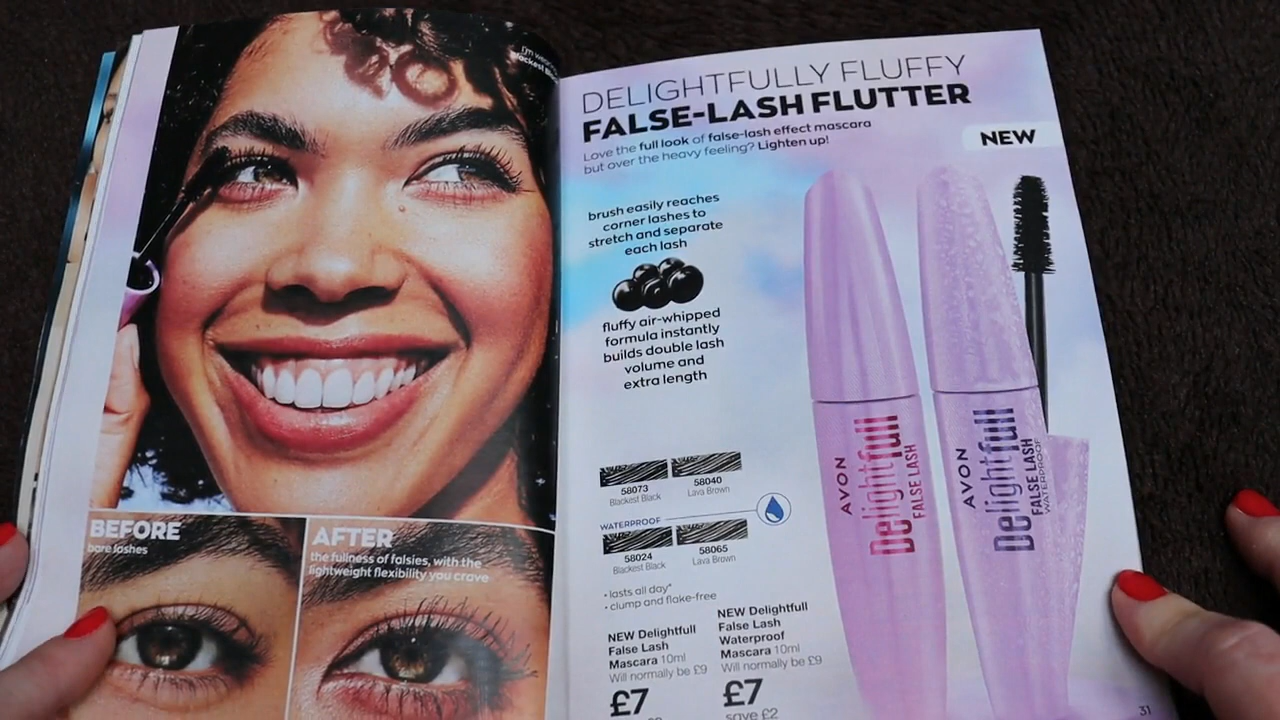 I'm wearing
Blackest Black
BEFORE
bare lashes
AFTER
the fullness of falsies, with the
lightweight flexibility you crave
DELIGHTFULLY FLUFFY
FALSE-LASH FLUTTER
Love the full look of false-lash effect mascara
but over the heavy feeling? Lighten up!
NEW
brush easily reaches
corner lashes to
stretch and separate
each lash
fluffy air-whipped
formula instantly
builds double lash
volume and
extra length
58073
Blackest Black
58040
Lava Brown
WATERPROOF
58024
Blackest Black
58065
Lava Brown
• lasts all day*
• clump and flake-free
NEW Delightfull
False Lash
Mascara 10ml
Will normally be £9
£7
NEW Delightfull
False Lash
Waterproof
Mascara 10ml
Will normally be £9
£7
save £2
AVON
Delightfull
FALSE LASH
AVON
Delightfull
FALSE LASH
WATERPROOF
31